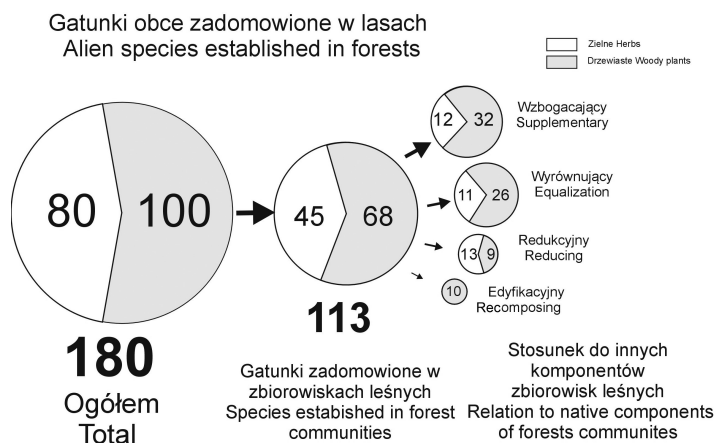 Gatunki obce zadomowione w lasach
Alien species established in forests
Zielne Herbs
Drzewiaste Woody plants
80
100
45
68
12
32
Wzbogacający
Supplementary
11
26
Wyrównujący
Equalization
13
9
Redukcyjny
Reducing
10
Edyfikacyjny
Recomposing
180
Ogółem
Total
113
Gatunki zadomowione w
zbiorowiskach leśnych
Species estabished in forest
communities
Stosunek do innych
komponentów
zbiorowisk leśnych
Relation to native components
of forests communites